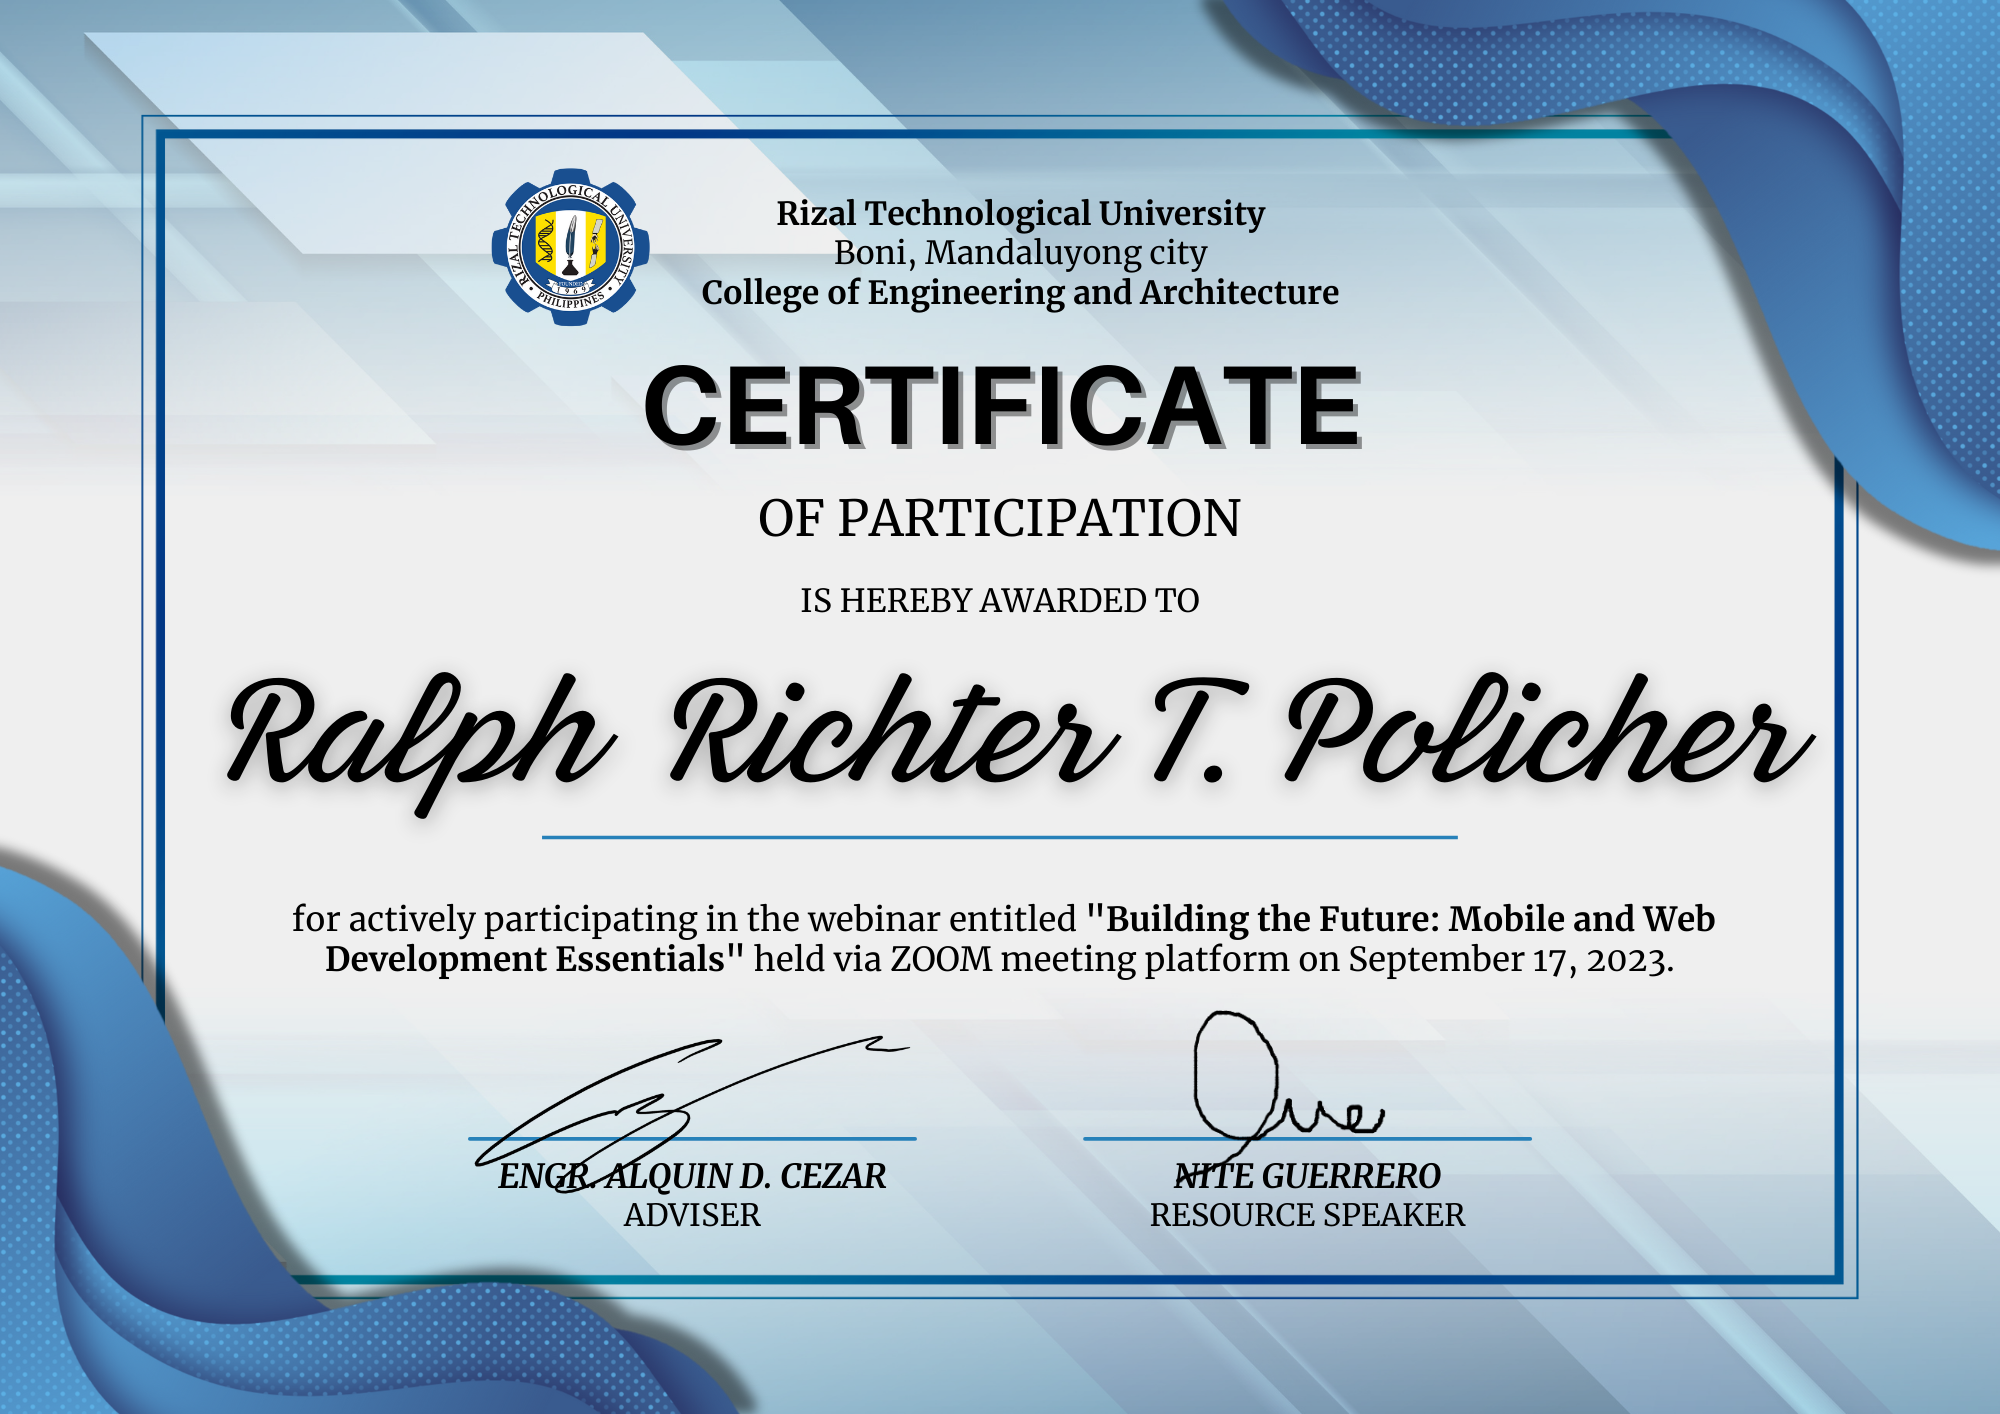 RIZAL TECHNOLOGICAL UNIVERSITY
FOUNDED
1969
• PHILIPPINES •
Rizal Technological University
Boni, Mandaluyong city
College of Engineering and Architecture
CERTIFICATE
OF PARTICIPATION
IS HEREBY AWARDED TO
Ralph Richter T. Policher
for actively participating in the webinar entitled "Building the Future: Mobile and Web
Development Essentials" held via ZOOM meeting platform on September 17, 2023.
ENGR. ALQUIN D. CEZAR
ADVISER
NITE GUERRERO
RESOURCE SPEAKER